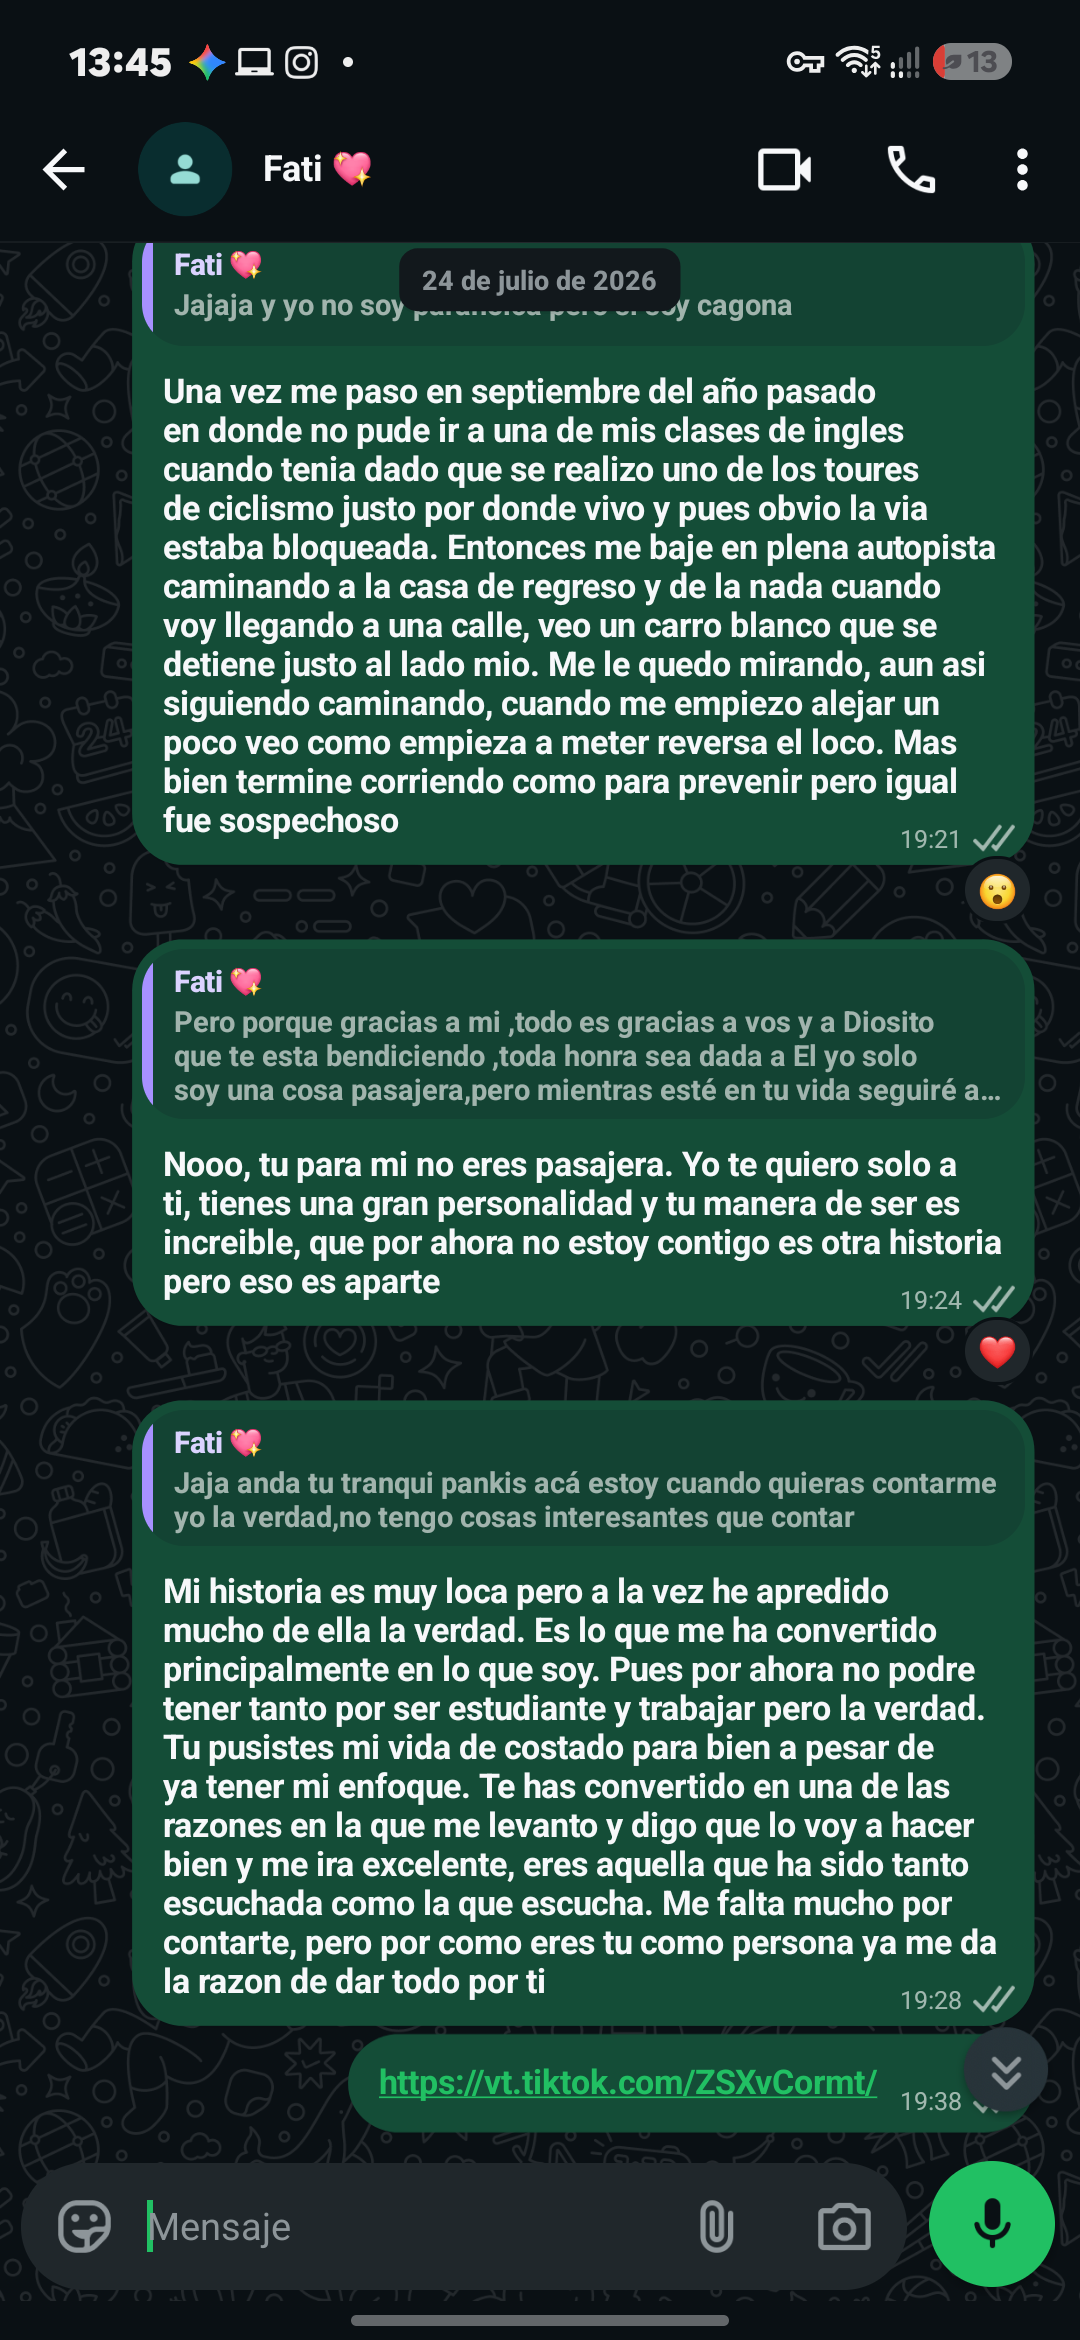 13:45
5
13
Fati
24 de julio de 2026
Fati
Jajaja y yo no soy paranoica pero si soy cagona
Una vez me paso en septiembre del año pasado
en donde no pude ir a una de mis clases de ingles
cuando tenia dado que se realizo uno de los toures
de ciclismo justo por donde vivo y pues obvio la via
estaba bloqueada. Entonces me baje en plena autopista
caminando a la casa de regreso y de la nada cuando
voy llegando a una calle, veo un carro blanco que se
detiene justo al lado mio. Me le quedo mirando, aun asi
siguiendo caminando, cuando me empiezo alejar un
poco veo como empieza a meter reversa el loco. Mas
bien termine corriendo como para prevenir pero igual
fue sospechoso
19:21
Fati
Pero porque gracias a mi ,todo es gracias a vos y a Diosito
que te esta bendiciendo ,toda honra sea dada a El yo solo
soy una cosa pasajera,pero mientras esté en tu vida seguiré a...
Nooo, tu para mi no eres pasajera. Yo te quiero solo a
ti, tienes una gran personalidad y tu manera de ser es
increible, que por ahora no estoy contigo es otra historia
pero eso es aparte
19:24
Fati
Jaja anda tu tranqui pankis acá estoy cuando quieras contarme
yo la verdad,no tengo cosas interesantes que contar
Mi historia es muy loca pero a la vez he apredido
mucho de ella la verdad. Es lo que me ha convertido
principalmente en lo que soy. Pues por ahora no podre
tener tanto por ser estudiante y trabajar pero la verdad.
Tu pusistes mi vida de costado para bien a pesar de
ya tener mi enfoque. Te has convertido en una de las
razones en la que me levanto y digo que lo voy a hacer
bien y me ira excelente, eres aquella que ha sido tanto
escuchada como la que escucha. Me falta mucho por
contarte, pero por como eres tu como persona ya me da
la razon de dar todo por ti
19:28
https://vt.tiktok.com/ZSXvCormt/
19:38
Mensaje